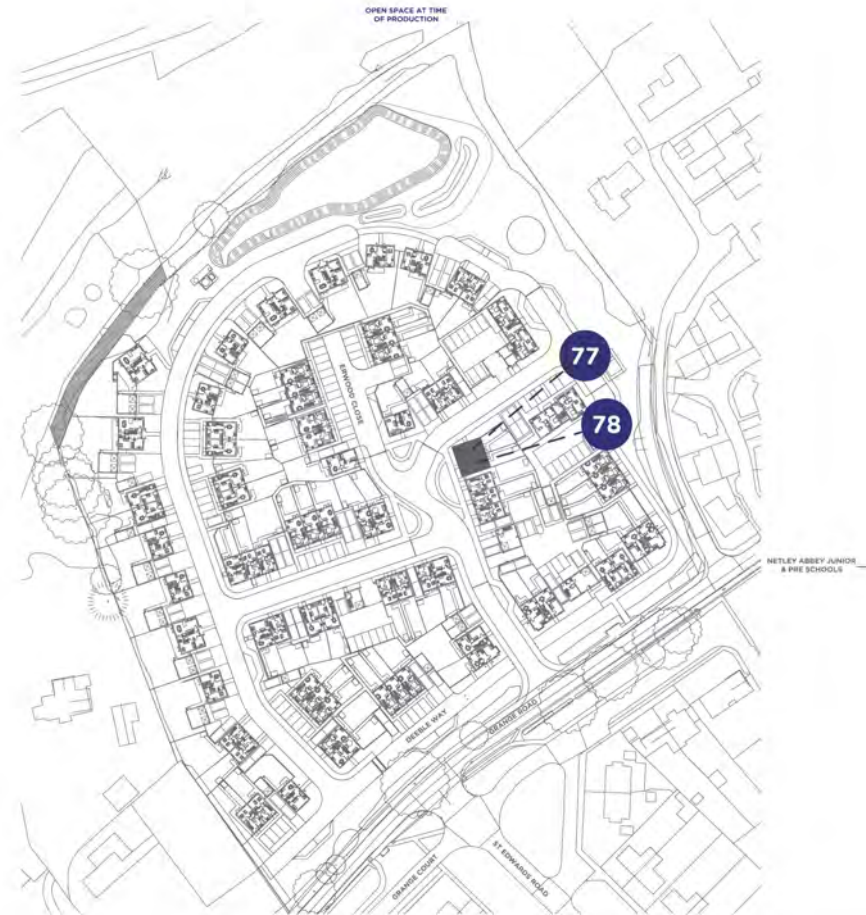 OPEN SPACE AT TIME
OF PRODUCTION
77
ERWOOD CLOSE
78
NETLEY ABBEY JUNIOR
& PRE SCHOOLS
DEEBLE WAY
GRANGE ROAD
GRANGE COURT
ST EDWARDS ROAD